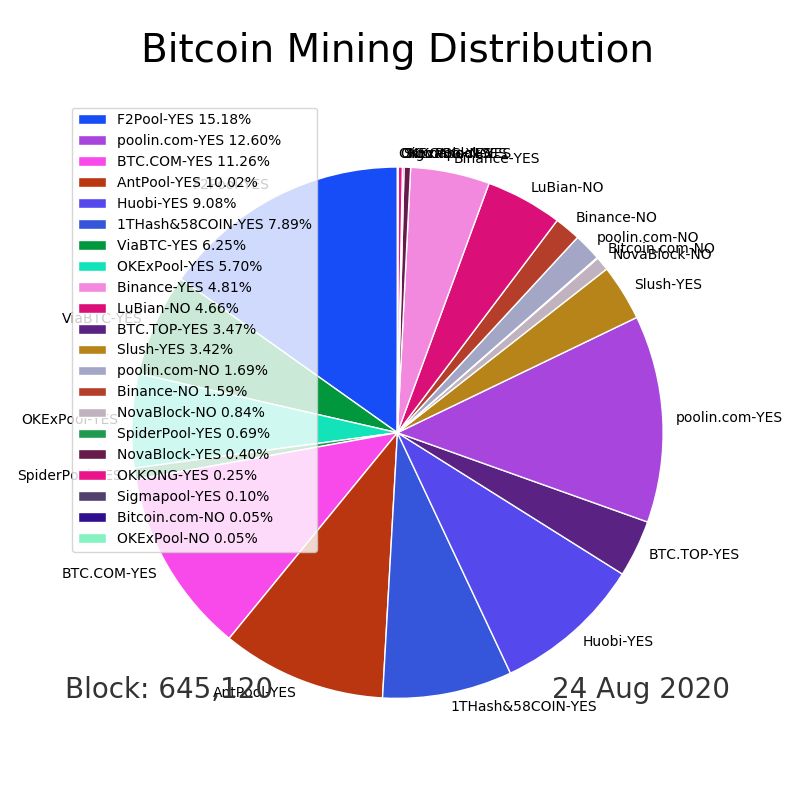 Bitcoin Mining Distribution
F2Pool-YES 15.18%
poolin.com-YES 12.60%
BTC.COM-YES 11.26%
AntPool-YES 10.02%
Huobi-YES 9.08%
1THash&58COIN-YES 7.89%
ViaBTC-YES 6.25%
OKExPool-YES 5.70%
Binance-YES 4.81%
LuBian-NO 4.66%
BTC.TOP-YES 3.47%
Slush-YES 3.42%
poolin.com-NO 1.69%
Binance-NO 1.59%
NovaBlock-NO 0.84%
SpiderPool-YES 0.69%
NovaBlock-YES 0.40%
OKKONG-YES 0.25%
Sigmapool-YES 0.10%
Bitcoin.com-NO 0.05%
OKExPool-NO 0.05%
Binance-YES
LuBian-NO
Binance-NO
poolin.com-NO
Bitcoin.com-NO
NovaBlock-NO
Slush-YES
poolin.com-YES
BTC.TOP-YES
Huobi-YES
1THash&58COIN-YES
AntPool-YES
BTC.COM-YES
SpiderPool-YES
OKExPool-YES
ViaBTC-YES
F2Pool-YES
Block: 645,120
24 Aug 2020